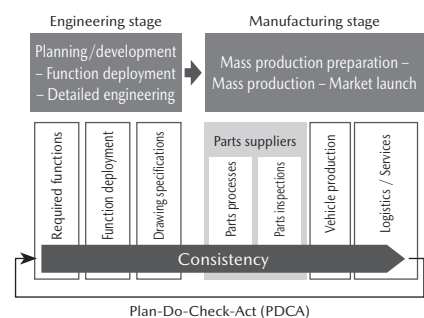 Engineering stage
Manufacturing stage
Planning/development
– Function deployment
– Detailed engineering
Mass production preparation –
Mass production – Market launch
Required functions
Function deployment
Drawing specifications
Parts suppliers
Parts processes
Parts inspections
Vehicle production
Logistics / Services
Consistency
Plan-Do-Check-Act (PDCA)